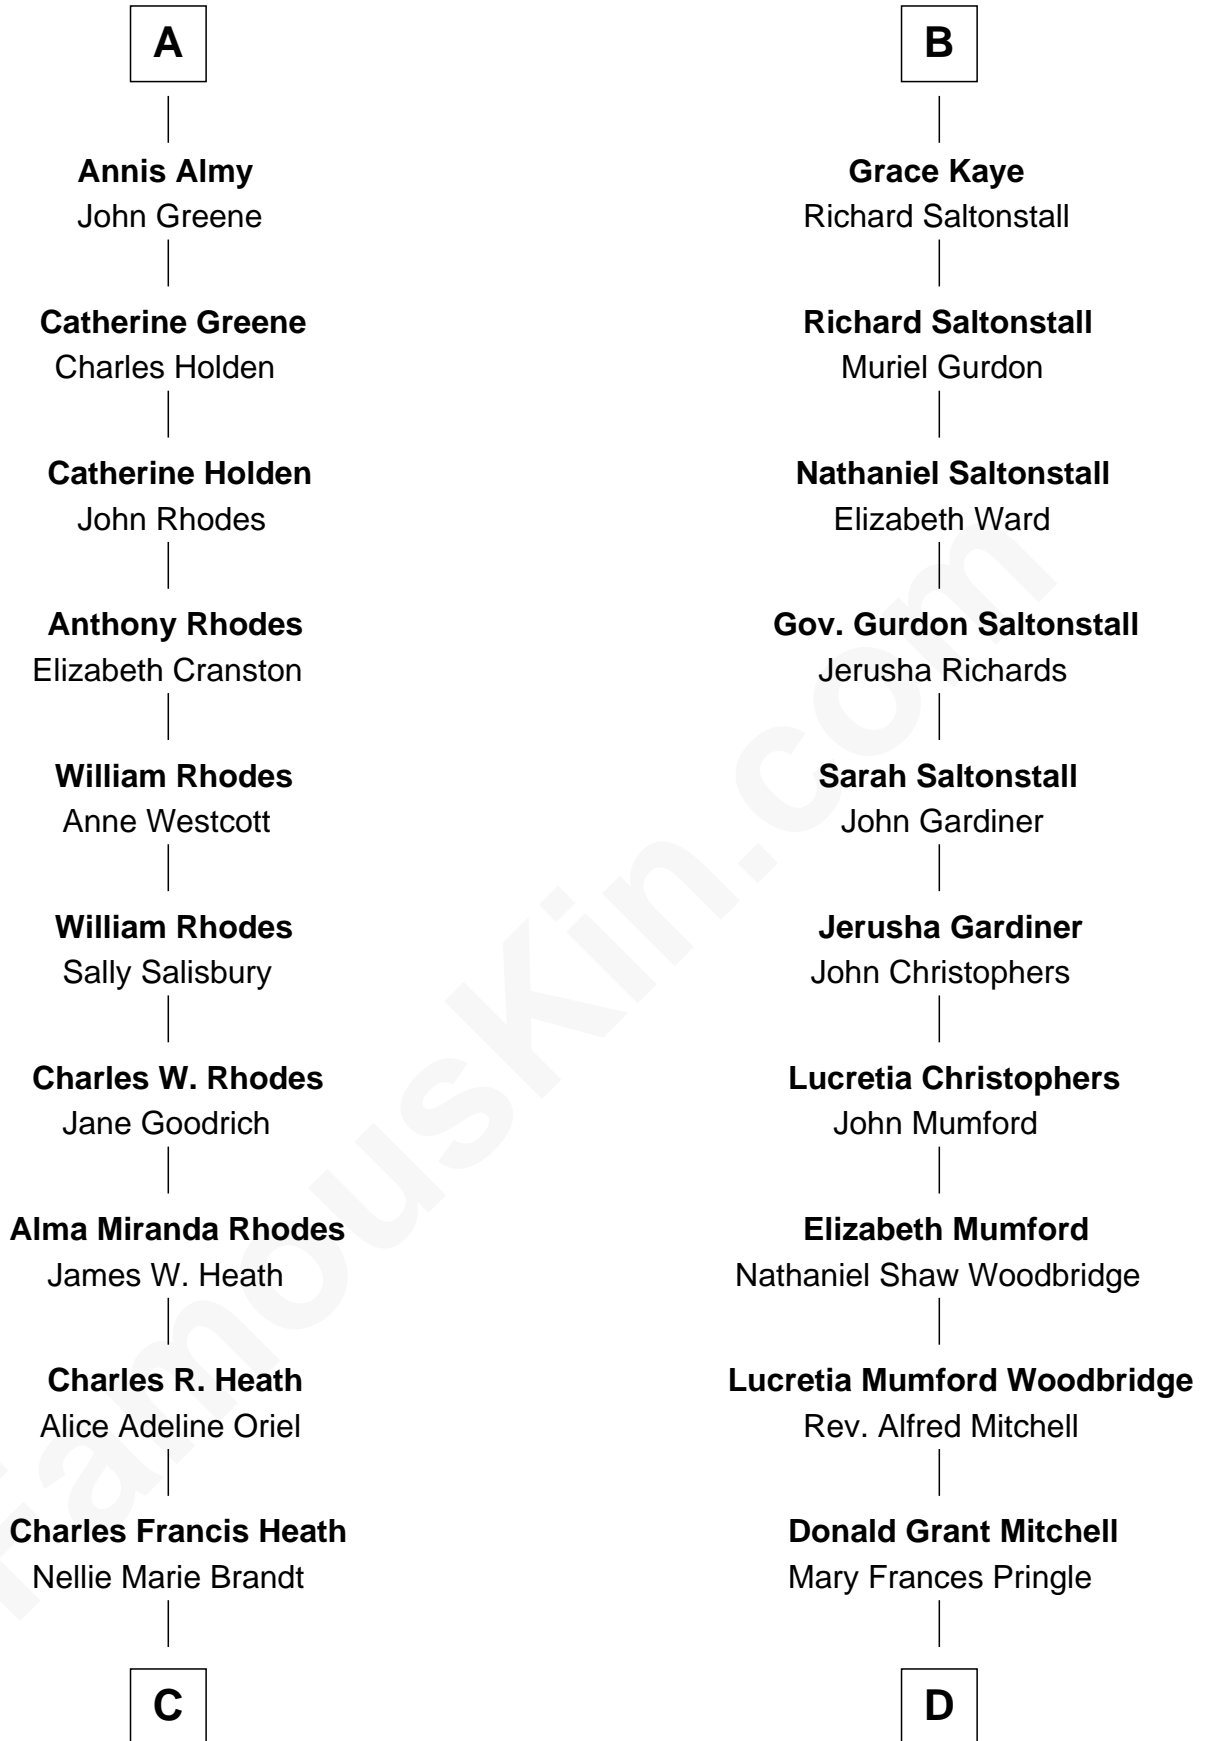 A
Annis Almy
John Greene
Catherine Greene
Charles Holden
Catherine Holden
John Rhodes
Anthony Rhodes
Elizabeth Cranston
William Rhodes
Anne Westcott
William Rhodes
Sally Salisbury
Charles W. Rhodes
Jane Goodrich
Alma Miranda Rhodes
James W. Heath
Charles R. Heath
Alice Adeline Oriel
Charles Francis Heath
Nellie Marie Brandt
C
B
Grace Kaye
Richard Saltonstall
Richard Saltonstall
Muriel Gurdon
Nathaniel Saltonstall
Elizabeth Ward
Gov. Gurdon Saltonstall
Jerusha Richards
Sarah Saltonstall
John Gardiner
Jerusha Gardiner
John Christophers
Lucretia Christophers
John Mumford
Elizabeth Mumford
Nathaniel Shaw Woodbridge
Lucretia Mumford Woodbridge
Rev. Alfred Mitchell
Donald Grant Mitchell
Mary Frances Pringle
D
FamousKin.com